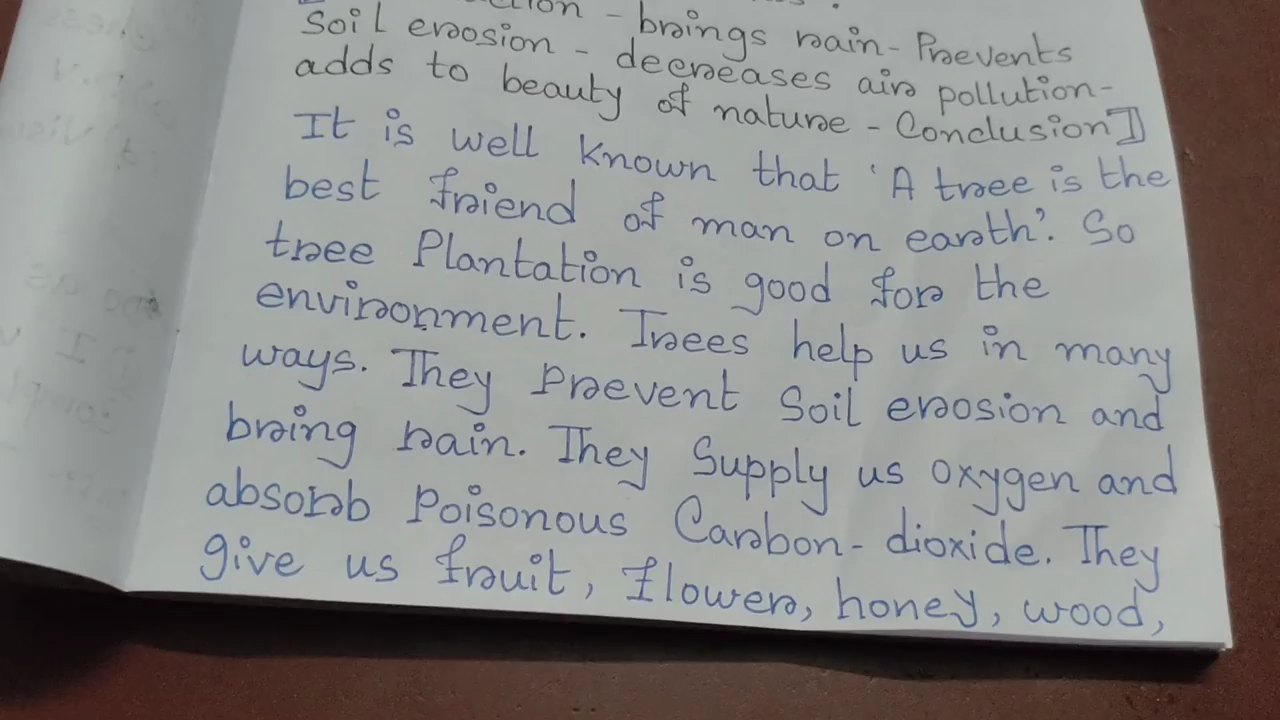 - brings rain - Prevents
Soil erosion - decreases air pollution -
adds to beauty of nature - Conclusion]
It is well known that 'A tree is the
best friend of man on earth'. So
tree Plantation is good for the
environment. Trees help us in many
ways. They Prevent Soil erosion and
bring rain. They Supply us oxygen and
absorb Poisonous Carbon-dioxide. They
give us fruit, flower, honey, wood,